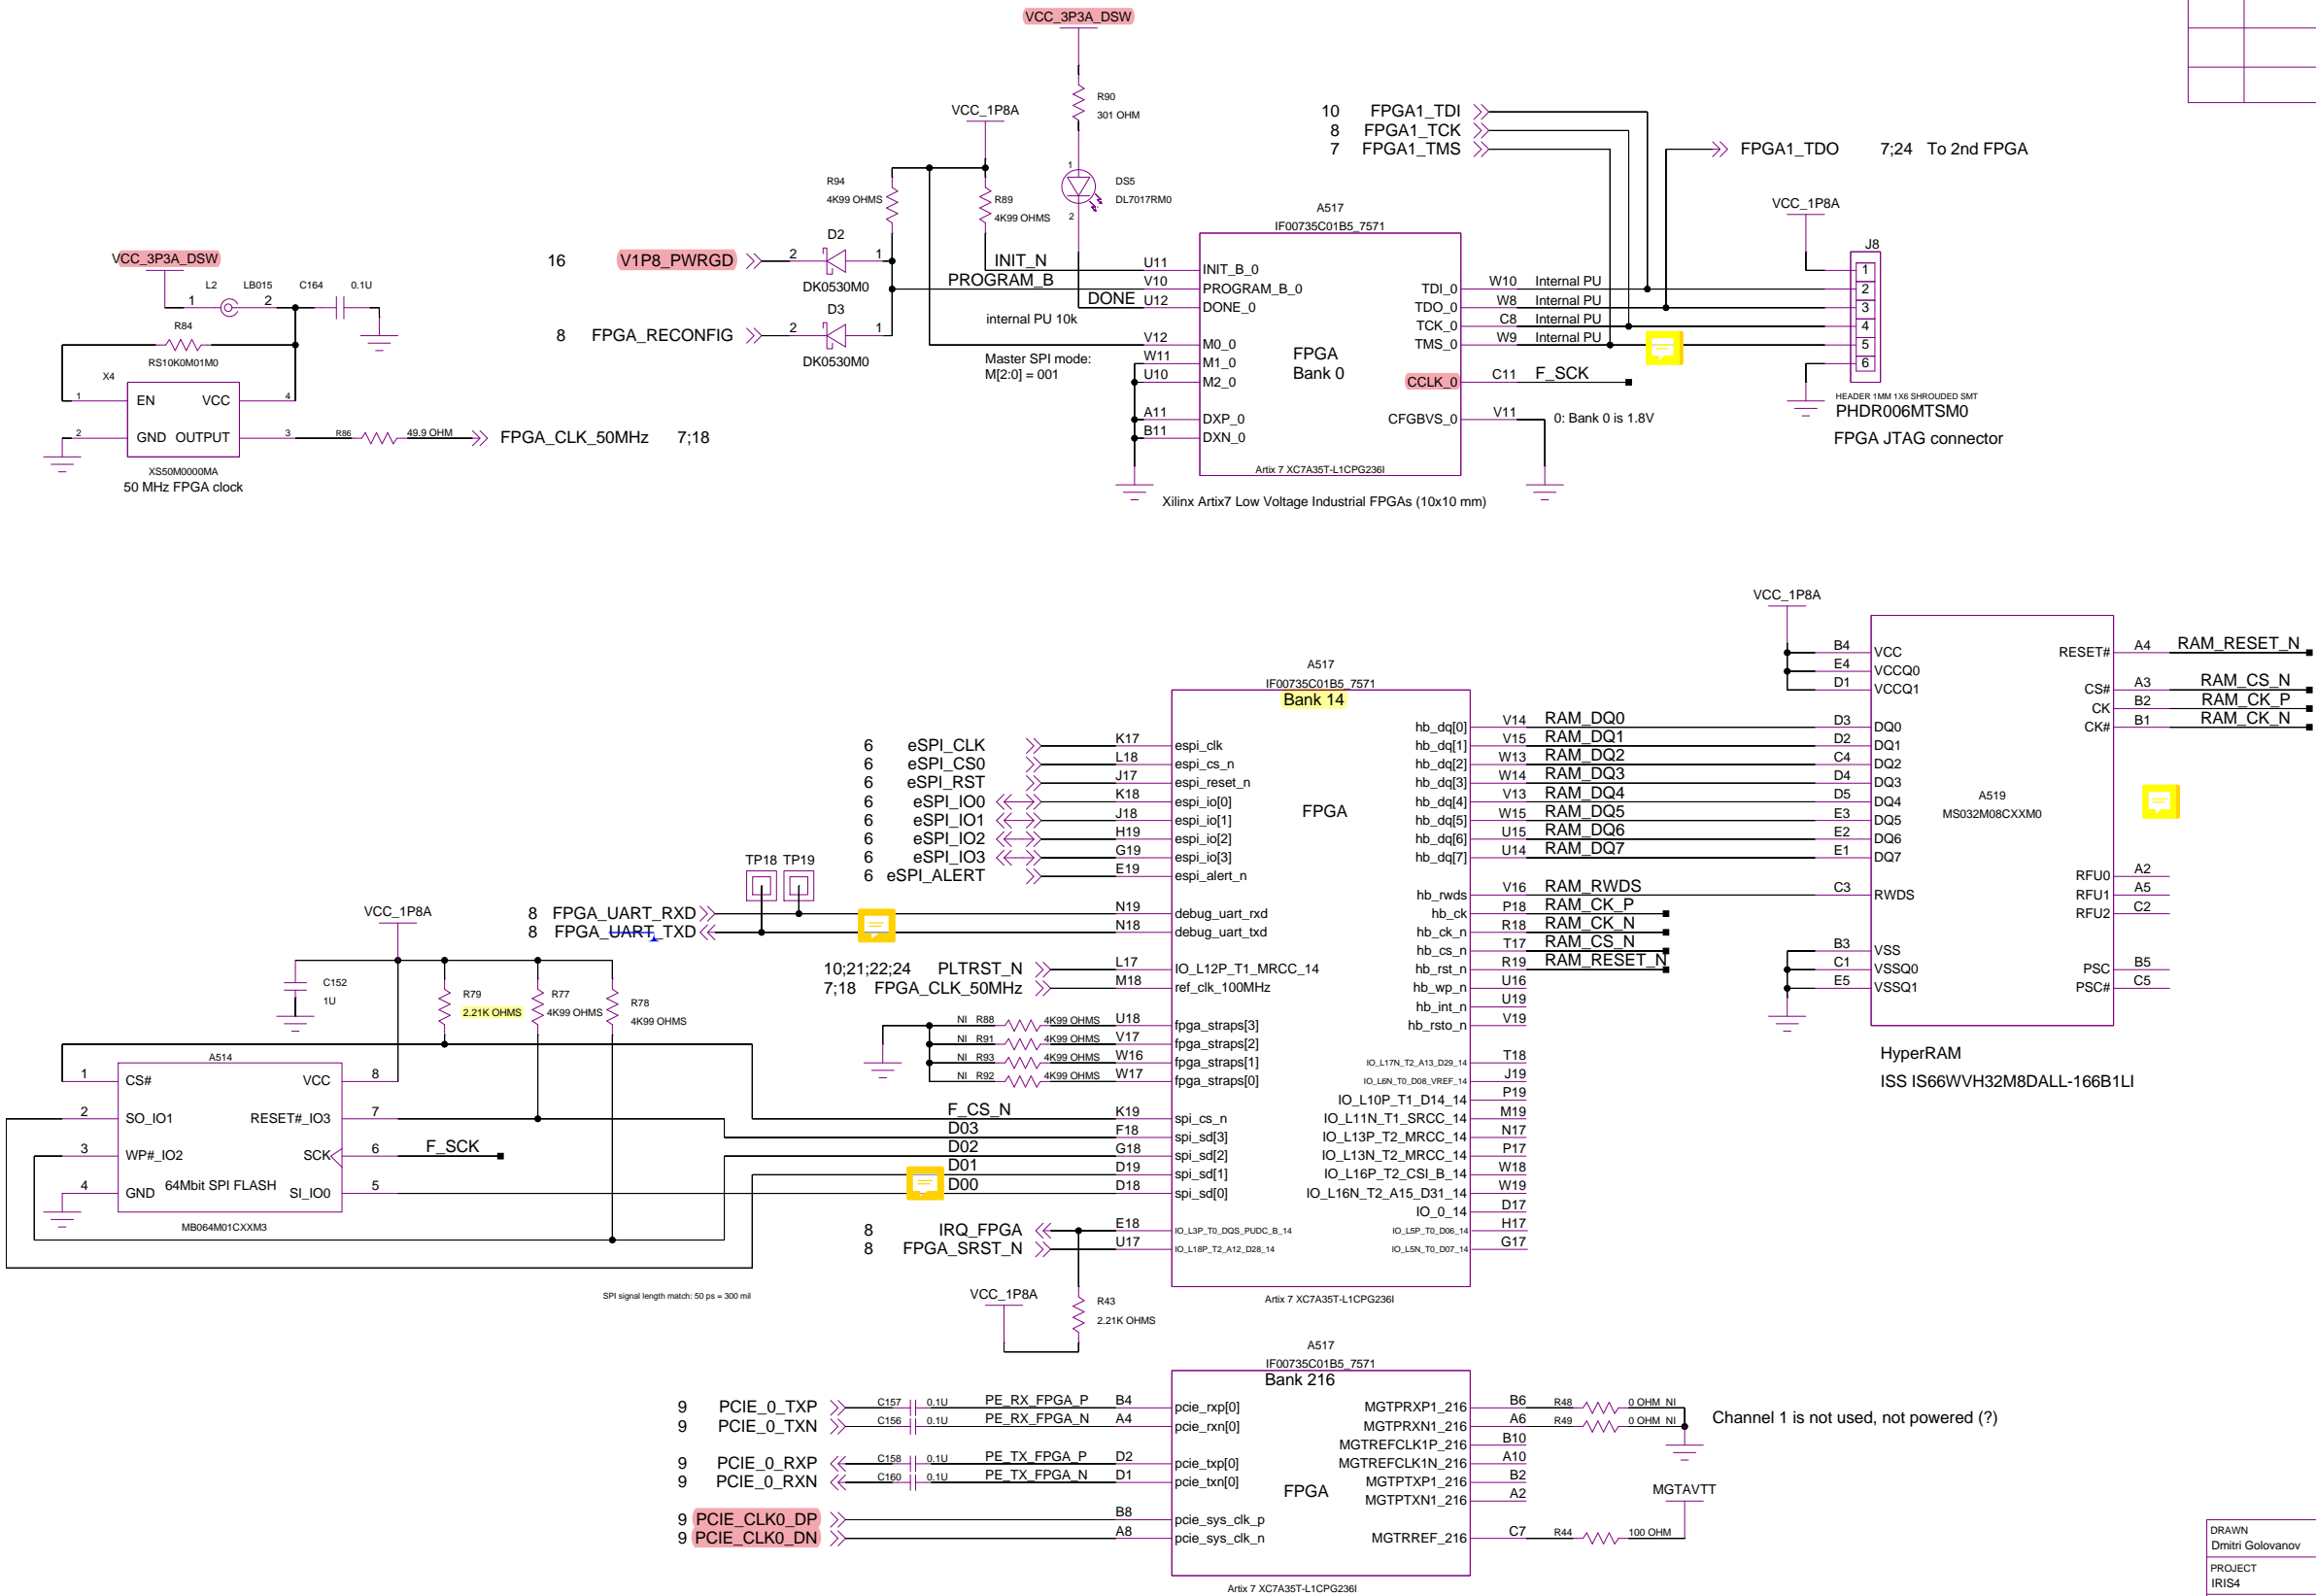 VCC_3P3A_DSW
R90
301 OHM
1
DS5
DL7017RM0
2
VCC_1P8A
R94
4K99 OHMS
R89
4K99 OHMS
10 FPGA1_TDI
8 FPGA1_TCK
7 FPGA1_TMS
FPGA1_TDO 7;24 To 2nd FPGA
VCC_3P3A_DSW
L2 LB015 C164 0.1U
1 2
R84
RS10K0M01M0
X4
1 EN VCC 4
2 GND OUTPUT 3
R86 49.9 OHM FPGA_CLK_50MHz 7;18
XS50M0000MA
50 MHz FPGA clock
16 V1P8_PWRGD 2 D2 1
DK0530M0
8 FPGA_RECONFIG 2 D3 1
DK0530M0
INIT_N
PROGRAM_B
DONE
internal PU 10k
Master SPI mode:
M[2:0] = 001
A517
IF00735C01B5_7571
U11 INIT_B_0
V10 PROGRAM_B_0
U12 DONE_0
V12 M0_0
W11 M1_0
U10 M2_0
A11 DXP_0
B11 DXN_0
FPGA
Bank 0
TDI_0 W10 Internal PU
TDO_0 W8 Internal PU
TCK_0 C8 Internal PU
TMS_0 W9 Internal PU
CCLK_0 C11 F_SCK
CFGBVS_0 V11 0: Bank 0 is 1.8V
Artix 7 XC7A35T-L1CPG236I
Xilinx Artix7 Low Voltage Industrial FPGAs (10x10 mm)
VCC_1P8A
J8
1
2
3
4
5
6
HEADER 1MM 1X6 SHROUDED SMT
PHDR006MTSM0
FPGA JTAG connector
A517
IF00735C01B5_7571
Bank 14
FPGA
6 eSPI_CLK K17 espi_clk
6 eSPI_CS0 L18 espi_cs_n
6 eSPI_RST J17 espi_reset_n
6 eSPI_IO0 K18 espi_io[0]
6 eSPI_IO1 J18 espi_io[1]
6 eSPI_IO2 H19 espi_io[2]
6 eSPI_IO3 G19 espi_io[3]
6 eSPI_ALERT E19 espi_alert_n
TP18 TP19
8 FPGA_UART_RXD N19 debug_uart_rxd
8 FPGA_UART_TXD N18 debug_uart_txd
10;21;22;24 PLTRST_N L17 IO_L12P_T1_MRCC_14
7;18 FPGA_CLK_50MHz M18 ref_clk_100MHz
NI R88 4K99 OHMS U18 fpga_straps[3]
NI R91 4K99 OHMS V17 fpga_straps[2]
NI R93 4K99 OHMS W16 fpga_straps[1]
NI R92 4K99 OHMS W17 fpga_straps[0]
F_CS_N K19 spi_cs_n
D03 F18 spi_sd[3]
D02 G18 spi_sd[2]
D01 D19 spi_sd[1]
D00 D18 spi_sd[0]
8 IRQ_FPGA E18 IO_L3P_T0_DQS_PUDC_B_14
8 FPGA_SRST_N U17 IO_L18P_T2_A12_D28_14
VCC_1P8A
R43
2.21K OHMS
hb_dq[0] V14 RAM_DQ0
hb_dq[1] V15 RAM_DQ1
hb_dq[2] W13 RAM_DQ2
hb_dq[3] W14 RAM_DQ3
hb_dq[4] V13 RAM_DQ4
hb_dq[5] W15 RAM_DQ5
hb_dq[6] U15 RAM_DQ6
hb_dq[7] U14 RAM_DQ7
hb_rwds V16 RAM_RWDS
hb_ck P18 RAM_CK_P
hb_ck_n R18 RAM_CK_N
hb_cs_n T17 RAM_CS_N
hb_rst_n R19 RAM_RESET_N
hb_wp_n U16
hb_int_n U19
hb_rsto_n V19
IO_L17N_T2_A13_D29_14 T18
IO_L6N_T0_D08_VREF_14 J19
IO_L10P_T1_D14_14 P19
IO_L11N_T1_SRCC_14 M19
IO_L13P_T2_MRCC_14 N17
IO_L13N_T2_MRCC_14 P17
IO_L16P_T2_CSI_B_14 W18
IO_L16N_T2_A15_D31_14 W19
IO_0_14 D17
IO_L5P_T0_D06_14 H17
IO_L5N_T0_D07_14 G17
Artix 7 XC7A35T-L1CPG236I
VCC_1P8A
B4 VCC
E4 VCCQ0
D1 VCCQ1
D3 DQ0
D2 DQ1
C4 DQ2
D4 DQ3
D5 DQ4
E3 DQ5
E2 DQ6
E1 DQ7
C3 RWDS
B3 VSS
C1 VSSQ0
E5 VSSQ1
RESET# A4 RAM_RESET_N
CS# A3 RAM_CS_N
CK B2 RAM_CK_P
CK# B1 RAM_CK_N
A519
MS032M08CXXM0
RFU0 A2
RFU1 A5
RFU2 C2
PSC B5
PSC# C5
HyperRAM
ISS IS66WVH32M8DALL-166B1LI
VCC_1P8A
C152
1U
R79
2.21K OHMS
R77
4K99 OHMS
R78
4K99 OHMS
A514
1 CS# VCC 8
2 SO_IO1 RESET#_IO3 7
3 WP#_IO2 SCK 6 F_SCK
4 GND 64Mbit SPI FLASH SI_IO0 5
MB064M01CXXM3
SPI signal length match: 50 ps = 300 mil
A517
IF00735C01B5_7571
Bank 216
FPGA
9 PCIE_0_TXP C157 0.1U PE_RX_FPGA_P B4 pcie_rxp[0]
9 PCIE_0_TXN C156 0.1U PE_RX_FPGA_N A4 pcie_rxn[0]
9 PCIE_0_RXP C158 0.1U PE_TX_FPGA_P D2 pcie_txp[0]
9 PCIE_0_RXN C160 0.1U PE_TX_FPGA_N D1 pcie_txn[0]
9 PCIE_CLK0_DP B8 pcie_sys_clk_p
9 PCIE_CLK0_DN A8 pcie_sys_clk_n
MGTPRXP1_216 B6 R48 0 OHM NI
MGTPRXN1_216 A6 R49 0 OHM NI
MGTREFCLK1P_216 B10
MGTREFCLK1N_216 A10
MGTPTXP1_216 B2
MGTPTXN1_216 A2
MGTRREF_216 C7 R44 100 OHM
MGTAVTT
Channel 1 is not used, not powered (?)
Artix 7 XC7A35T-L1CPG236I
DRAWN
Dmitri Golovanov
PROJECT
IRIS4